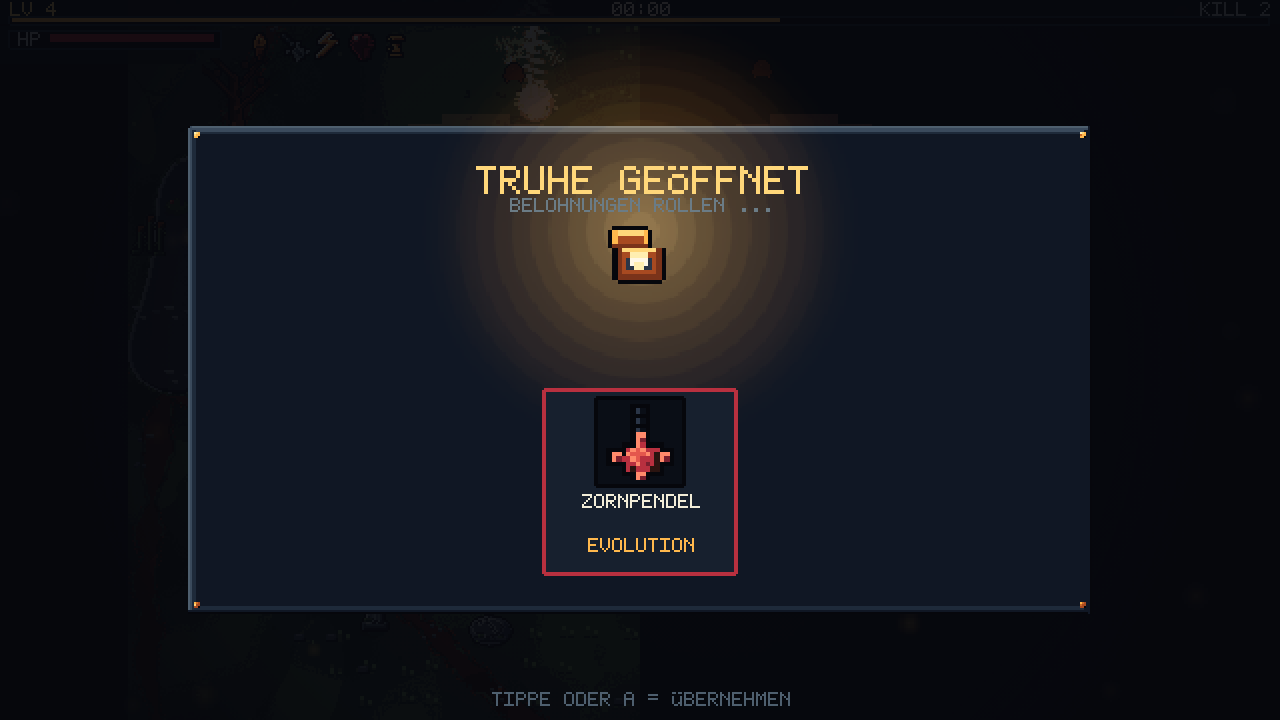 LV 4 00:00 KILL 2
HP
TRUHE GEöFFNET
BELOHNUNGEN ROLLEN ...
ZORNPENDEL
EVOLUTION
TIPPE ODER A = üBERNEHMEN